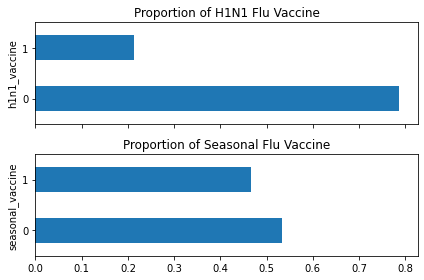 Proportion of H1N1 Flu Vaccine
h1n1_vaccine
1
0
Proportion of Seasonal Flu Vaccine
seasonal_vaccine
1
0
0.0 0.1 0.2 0.3 0.4 0.5 0.6 0.7 0.8